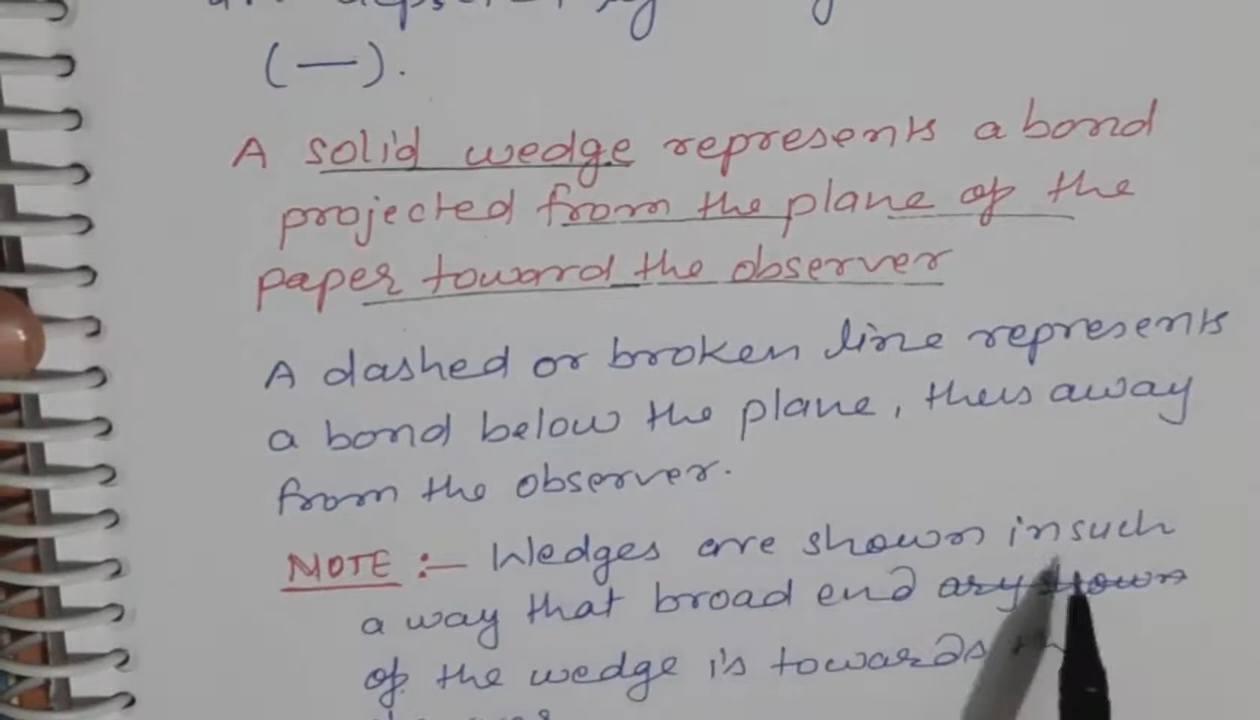 (—).
A solid wedge represents a bond
projected from the plane of the
paper toward the observer
A dashed or broken line represents
a bond below the plane, thus away
from the observer.
NOTE :— Wedges are shown in such
a way that broad end
of the wedge is towards